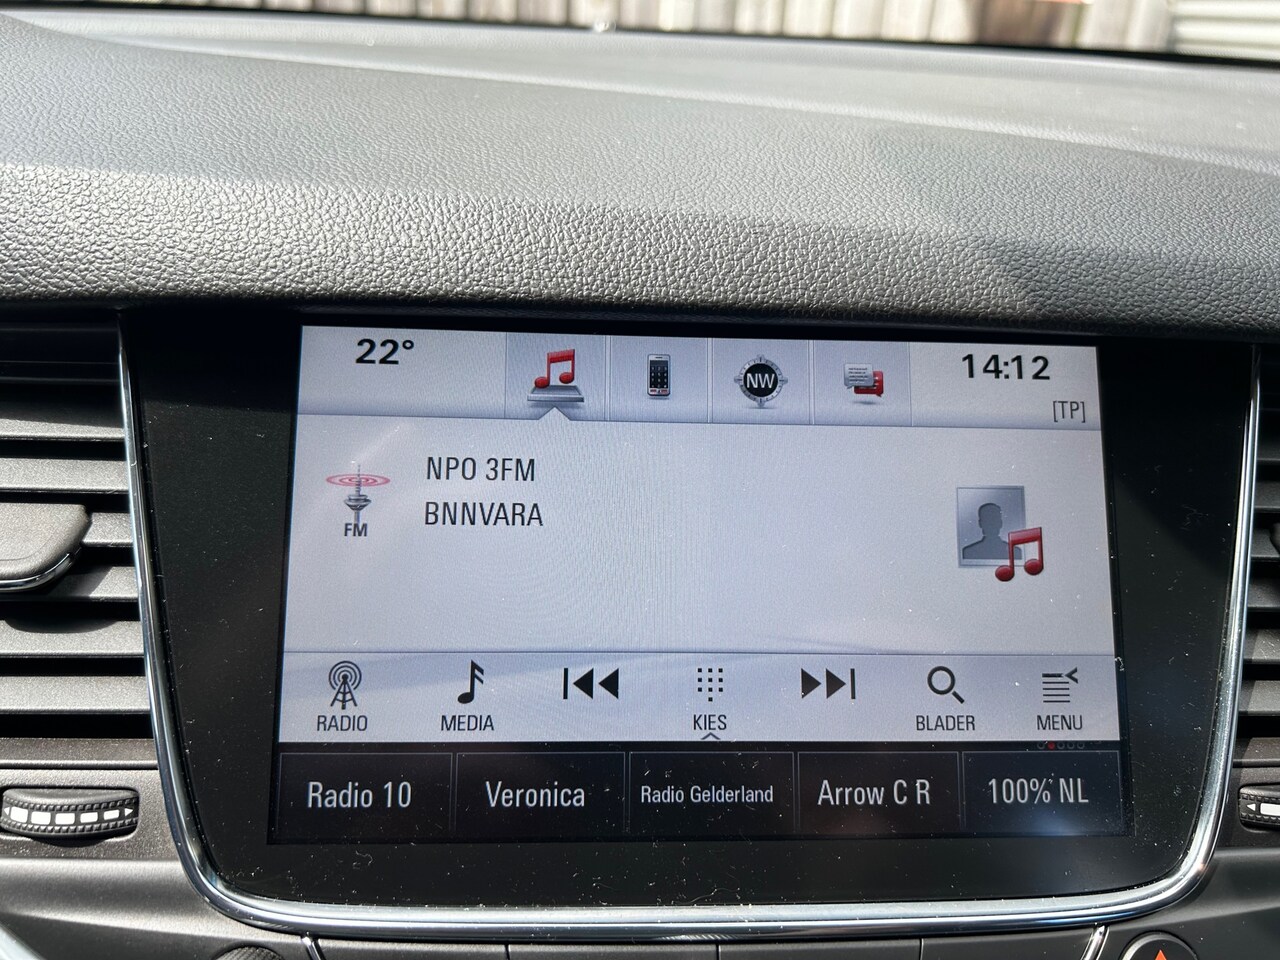 22°
NW
14:12
[TP]
NPO 3FM
BNNVARA
FM
RADIO
MEDIA
KIES
BLADER
MENU
Radio 10
Veronica
Radio Gelderland
Arrow C R
100% NL